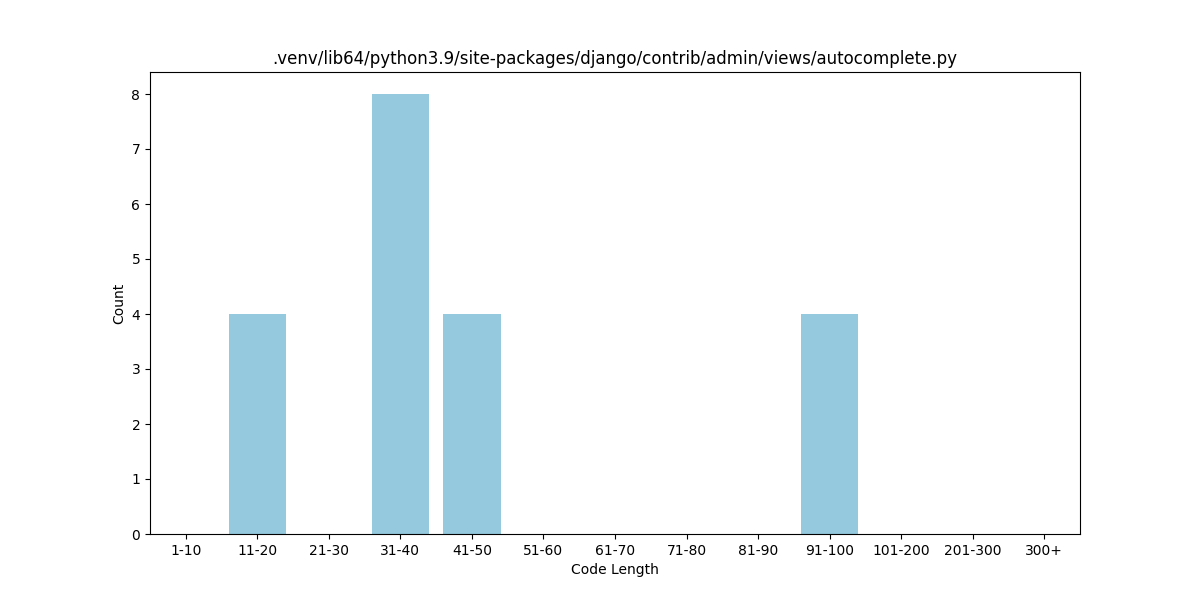 .venv/lib64/python3.9/site-packages/django/contrib/admin/views/autocomplete.py
8
7
6
5
4
3
2
1
0
Count
1-10 11-20 21-30 31-40 41-50 51-60 61-70 71-80 81-90 91-100 101-200 201-300 300+
Code Length